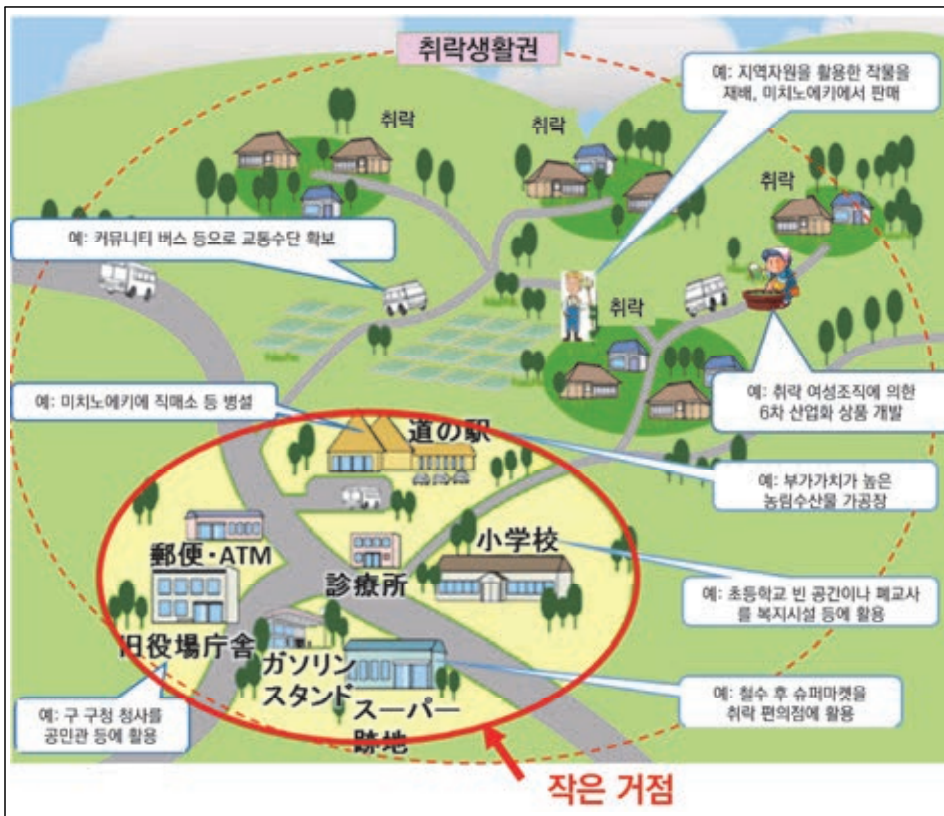 취락생활권
예: 지역자원을 활용한 작물을
재배, 미치노에키에서 판매
취락
취락
취락
예: 커뮤니티 버스 등으로 교통수단 확보
취락
예: 취락 여성조직에 의한
6차 산업화 상품 개발
예: 미치노에키에 직매소 등 병설
道の駅
예: 부가가치가 높은
농림수산물 가공장
郵便・ATM
小学校
診療所
예: 초등학교 빈 공간이나 폐교사
를 복지시설 등에 활용
旧役場庁舎
ガソリン
スタンド
スーパー
跡地
예: 철수 후 슈퍼마켓을
취락 편의점에 활용
예: 구 구청 청사를
공민관 등에 활용
작은 거점